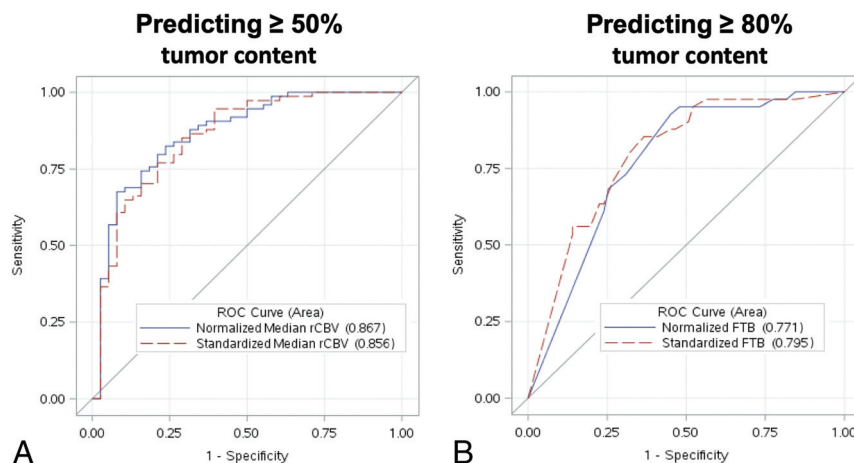 Predicting ≥ 50%
tumor content
1.00
0.75
0.50
0.25
0.00
Sensitivity
ROC Curve (Area)
Normalized Median rCBV (0.867)
Standardized Median rCBV (0.856)
0.00 0.25 0.50 0.75 1.00
1 - Specificity
A
Predicting ≥ 80%
tumor content
1.00
0.75
0.50
0.25
0.00
Sensitivity
ROC Curve (Area)
Normalized FTB (0.771)
Standardized FTB (0.795)
0.00 0.25 0.50 0.75 1.00
1 - Specificity
B